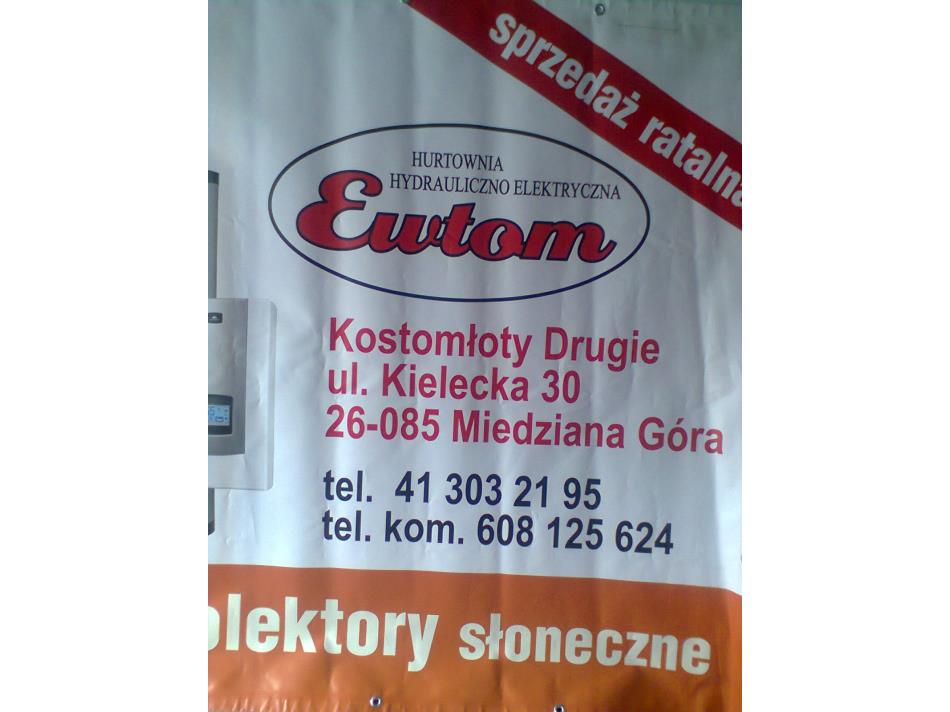 sprzedaż ratalna
HURTOWNIA
HYDRAULICZNO ELEKTRYCZNA
Ewtom
Kostomłoty Drugie
ul. Kielecka 30
26-085 Miedziana Góra
tel. 41 303 21 95
tel. kom. 608 125 624
olektory słoneczne